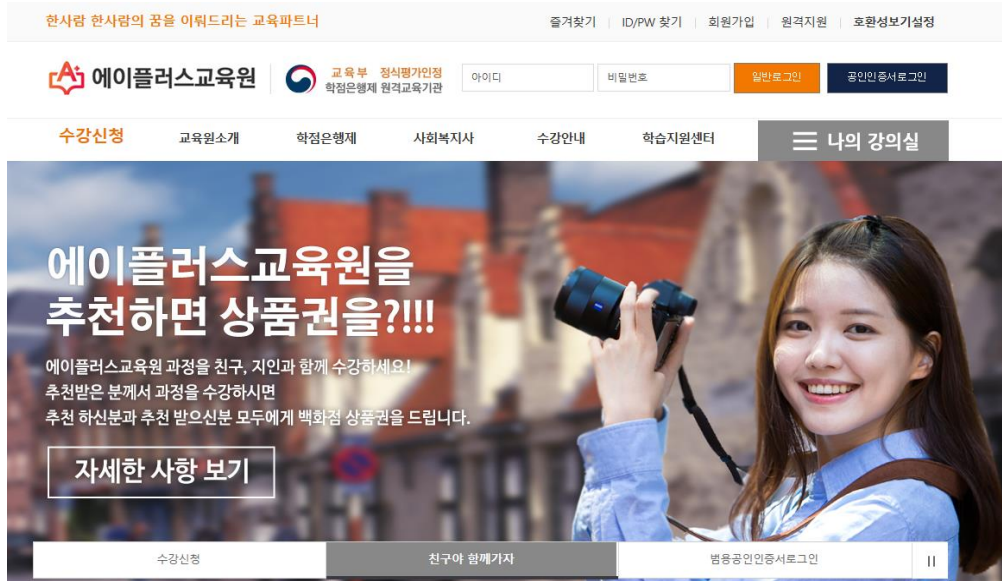 한사람 한사람의 꿈을 이뤄드리는 교육파트너
즐겨찾기 | ID/PW 찾기 | 회원가입 | 원격지원 | 호환성보기설정
에이플러스교육원
교육부 정식평가인정
학점은행제 원격교육기관
아이디
비밀번호
일반로그인
공인인증서로그인
수강신청
교육원소개
학점은행제
사회복지사
수강안내
학습지원센터
나의 강의실
에이플러스교육원을
추천하면 상품권을?!!!
에이플러스교육원 과정을 친구, 지인과 함께 수강하세요!
추천받은 분께서 과정을 수강하시면
추천 하신분과 추천 받으신분 모두에게 백화점 상품권을 드립니다.
자세한 사항 보기
수강신청
친구야 함께가자
범용공인인증서로그인